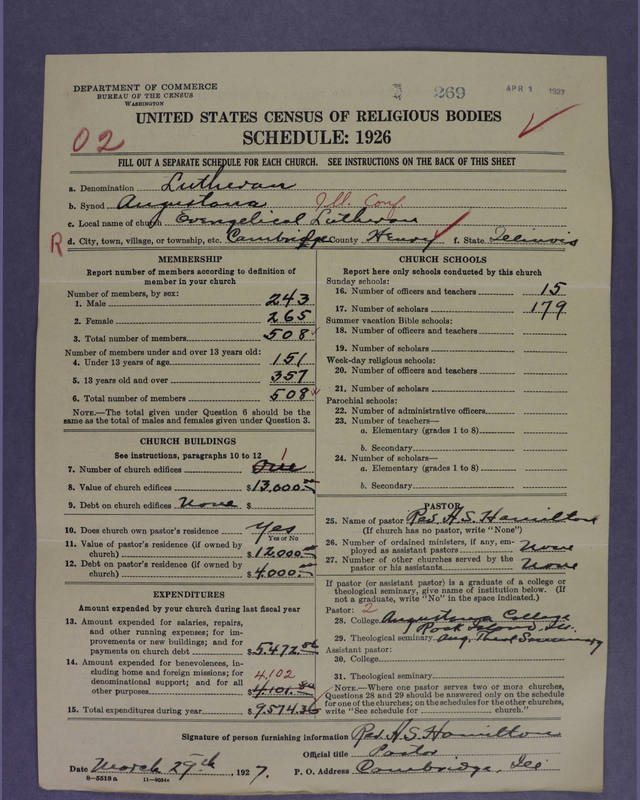 DEPARTMENT OF COMMERCE
BUREAU OF THE CENSUS
WASHINGTON
269
APR 1 1927
UNITED STATES CENSUS OF RELIGIOUS BODIES
SCHEDULE: 1926
02
FILL OUT A SEPARATE SCHEDULE FOR EACH CHURCH. SEE INSTRUCTIONS ON THE BACK OF THIS SHEET
a. Denomination Lutheran
b. Synod Augustana Ill. Conf.
c. Local name of church Evangelical Lutheran
R d. City, town, village, or township, etc. Cambridge County Henry f. State Illinois
MEMBERSHIP
Report number of members according to definition of
member in your church
Number of members, by sex:
1. Male 243
2. Female 265
3. Total number of members 508
Number of members under and over 13 years old:
4. Under 13 years of age 151
5. 13 years old and over 357
6. Total number of members 508
NOTE.—The total given under Question 6 should be the
same as the total of males and females given under Question 3.
CHURCH BUILDINGS
See instructions, paragraphs 10 to 12
7. Number of church edifices One 1
8. Value of church edifices $13,000.00
9. Debt on church edifices None $
10. Does church own pastor's residence Yes
Yes or No
11. Value of pastor's residence (if owned by
church) $12000.00
12. Debt on pastor's residence (if owned by
church) $4,000.00
EXPENDITURES
Amount expended by your church during last fiscal year
13. Amount expended for salaries, repairs,
and other running expenses; for im-
provements or new buildings; and for
payments on church debt $5,472.56
14. Amount expended for benevolences, in-
cluding home and foreign missions; for
denominational support; and for all
other purposes $4,101.80
4,102
15. Total expenditures during year $9574.36
CHURCH SCHOOLS
Report here only schools conducted by this church
Sunday schools:
16. Number of officers and teachers 15
17. Number of scholars 179
Summer vacation Bible schools:
18. Number of officers and teachers
19. Number of scholars
Week-day religious schools:
20. Number of officers and teachers
21. Number of scholars
Parochial schools:
22. Number of administrative officers
23. Number of teachers—
a. Elementary (grades 1 to 8)
b. Secondary
24. Number of scholars—
a. Elementary (grades 1 to 8)
b. Secondary
PASTOR
25. Name of pastor Rev. H. S. Hamilton
(If church has no pastor, write "None")
26. Number of ordained ministers, if any, em-
ployed as assistant pastors None
27. Number of other churches served by the
pastor or his assistants None
If pastor (or assistant pastor) is a graduate of a college or
theological seminary, give name of institution below. (If
not a graduate, write "No" in the space indicated.)
Pastor: 2
28. College Augustana College
Rock Island, Ill.
29. Theological seminary Aug. Theol Seminary
Assistant pastor:
30. College
31. Theological seminary
NOTE.—Where one pastor serves two or more churches,
Questions 28 and 29 should be answered only on the schedule
for one of the churches; on the schedules for the other churches,
write "See schedule for church."
Signature of person furnishing information Rev. H. S. Hamilton
Official title Pastor
Date March 29th, 1927. P. O. Address Cambridge, Ill
8-5518a